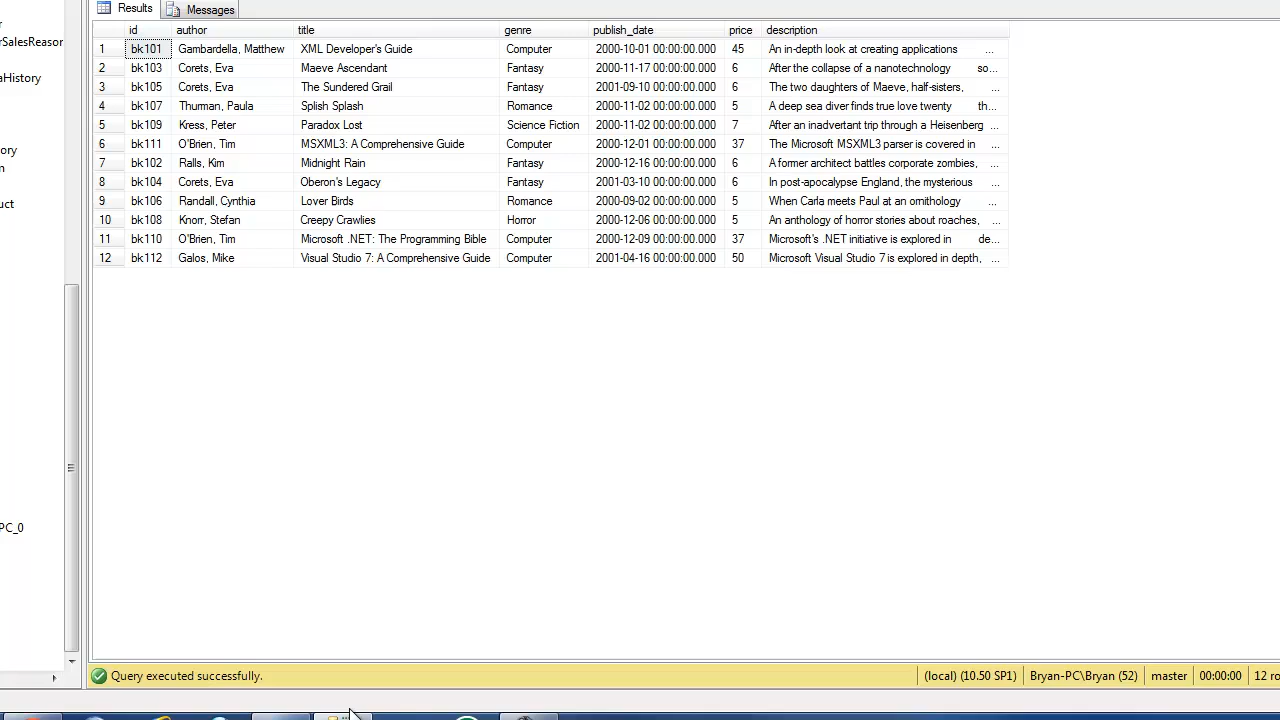 Results Messages
id author title genre publish_date price description
1 bk101 Gambardella, Matthew XML Developer's Guide Computer 2000-10-01 00:00:00.000 45 An in-depth look at creating applications ...
2 bk103 Corets, Eva Maeve Ascendant Fantasy 2000-11-17 00:00:00.000 6 After the collapse of a nanotechnology so...
3 bk105 Corets, Eva The Sundered Grail Fantasy 2001-09-10 00:00:00.000 6 The two daughters of Maeve, half-sisters, ...
4 bk107 Thurman, Paula Splish Splash Romance 2000-11-02 00:00:00.000 5 A deep sea diver finds true love twenty th...
5 bk109 Kress, Peter Paradox Lost Science Fiction 2000-11-02 00:00:00.000 7 After an inadvertant trip through a Heisenberg ...
6 bk111 O'Brien, Tim MSXML3: A Comprehensive Guide Computer 2000-12-01 00:00:00.000 37 The Microsoft MSXML3 parser is covered in ...
7 bk102 Ralls, Kim Midnight Rain Fantasy 2000-12-16 00:00:00.000 6 A former architect battles corporate zombies, ...
8 bk104 Corets, Eva Oberon's Legacy Fantasy 2001-03-10 00:00:00.000 6 In post-apocalypse England, the mysterious ...
9 bk106 Randall, Cynthia Lover Birds Romance 2000-09-02 00:00:00.000 5 When Carla meets Paul at an ornithology ...
10 bk108 Knorr, Stefan Creepy Crawlies Horror 2000-12-06 00:00:00.000 5 An anthology of horror stories about roaches, ...
11 bk110 O'Brien, Tim Microsoft .NET: The Programming Bible Computer 2000-12-09 00:00:00.000 37 Microsoft's .NET initiative is explored in de...
12 bk112 Galos, Mike Visual Studio 7: A Comprehensive Guide Computer 2001-04-16 00:00:00.000 50 Microsoft Visual Studio 7 is explored in depth, ...
rSalesReason
aHistory
ory
n
uct
PC_0
Query executed successfully. (local) (10.50 SP1) Bryan-PC\Bryan (52) master 00:00:00 12 ro